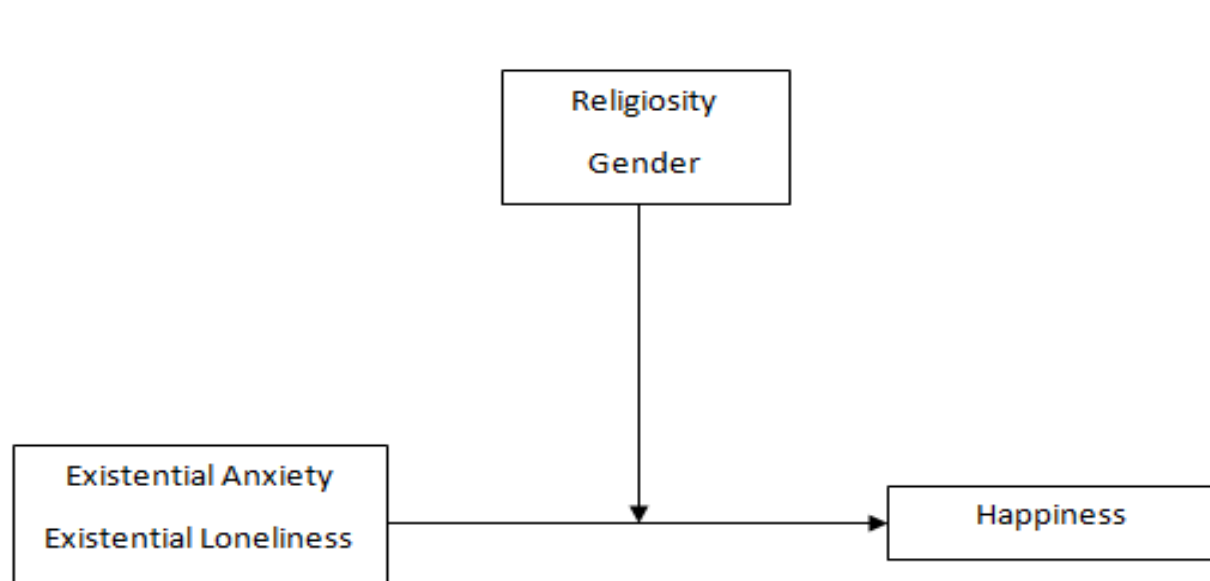 Religiosity
Gender
Existential Anxiety
Existential Loneliness
Happiness